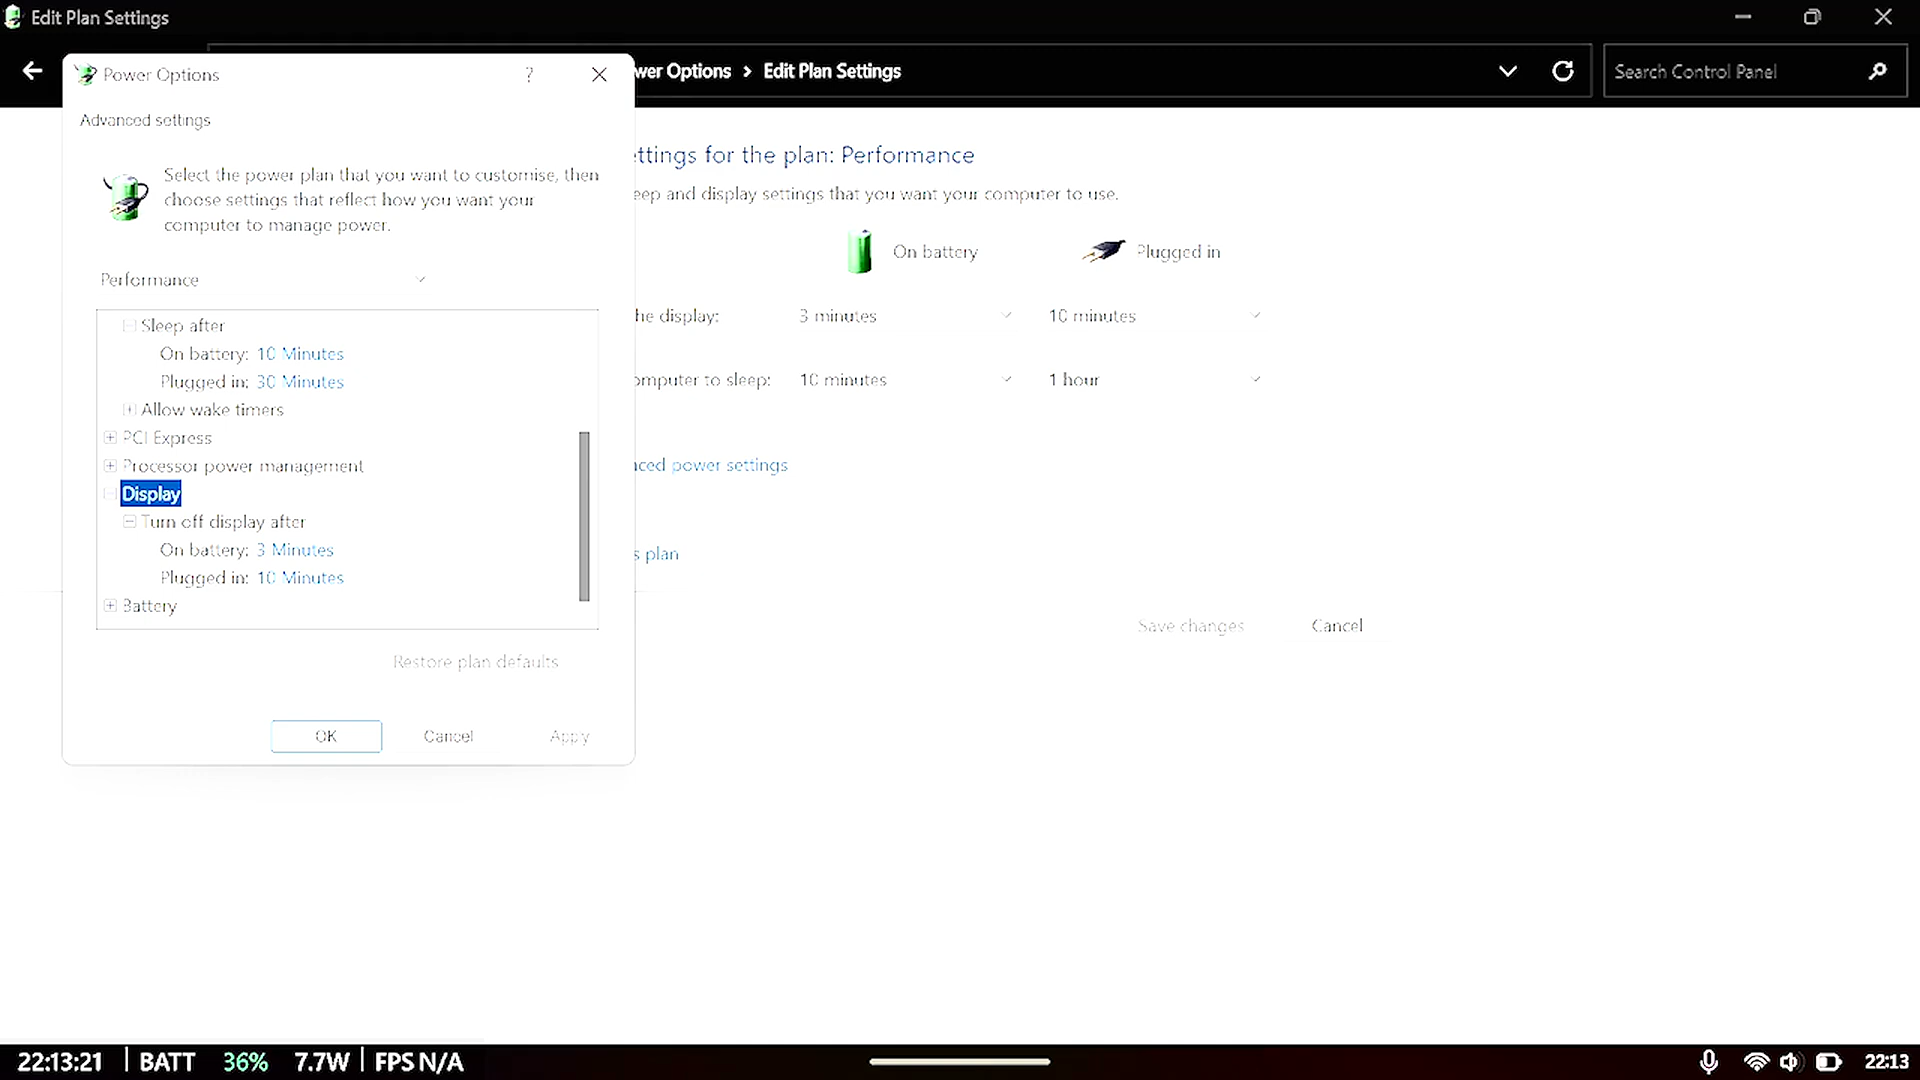 Edit Plan Settings
Power Options
?
wer Options > Edit Plan Settings
Search Control Panel
Advanced settings
Select the power plan that you want to customise, then
choose settings that reflect how you want your
computer to manage power.
Performance
Sleep after
On battery: 10 Minutes
Plugged in: 30 Minutes
Allow wake timers
PCI Express
Processor power management
Display
Turn off display after
On battery: 3 Minutes
Plugged in: 10 Minutes
Battery
Restore plan defaults
OK
Cancel
Apply
ettings for the plan: Performance
eep and display settings that you want your computer to use.
On battery
Plugged in
he display:
3 minutes
10 minutes
omputer to sleep:
10 minutes
1 hour
nced power settings
s plan
Save changes
Cancel
22:13:21 | BATT 36% 7.7W | FPS N/A
22:13